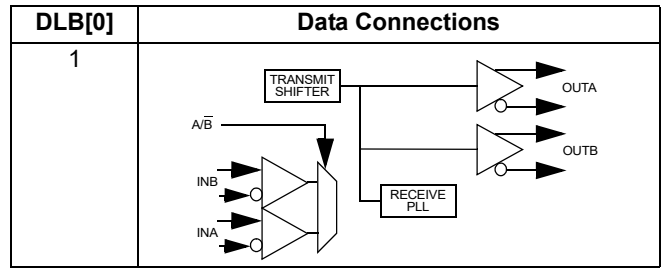 DLB[0] Data Connections
1
TRANSMIT
SHIFTER
OUTA
A/B̅
OUTB
INB
RECEIVE
PLL
INA